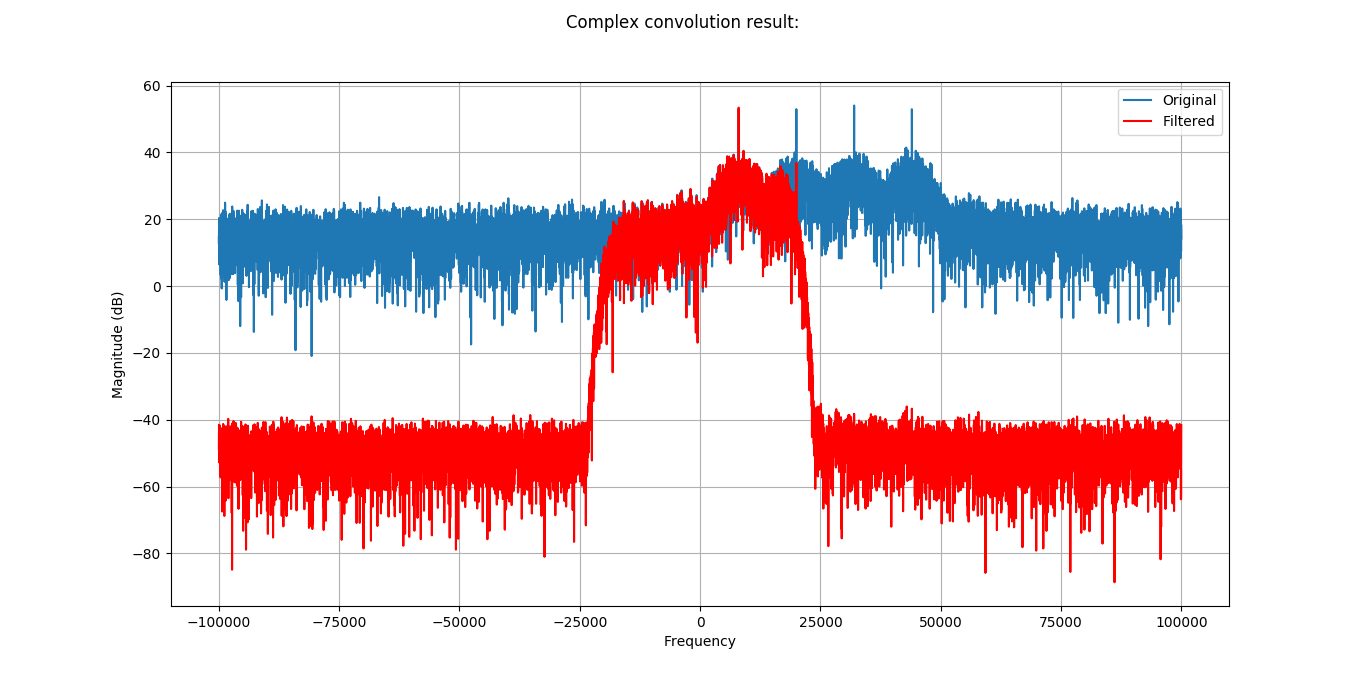 Complex convolution result:
60
40
20
0
−20
−40
−60
−80
Magnitude (dB)
Original
Filtered
−100000 −75000 −50000 −25000 0 25000 50000 75000 100000
Frequency